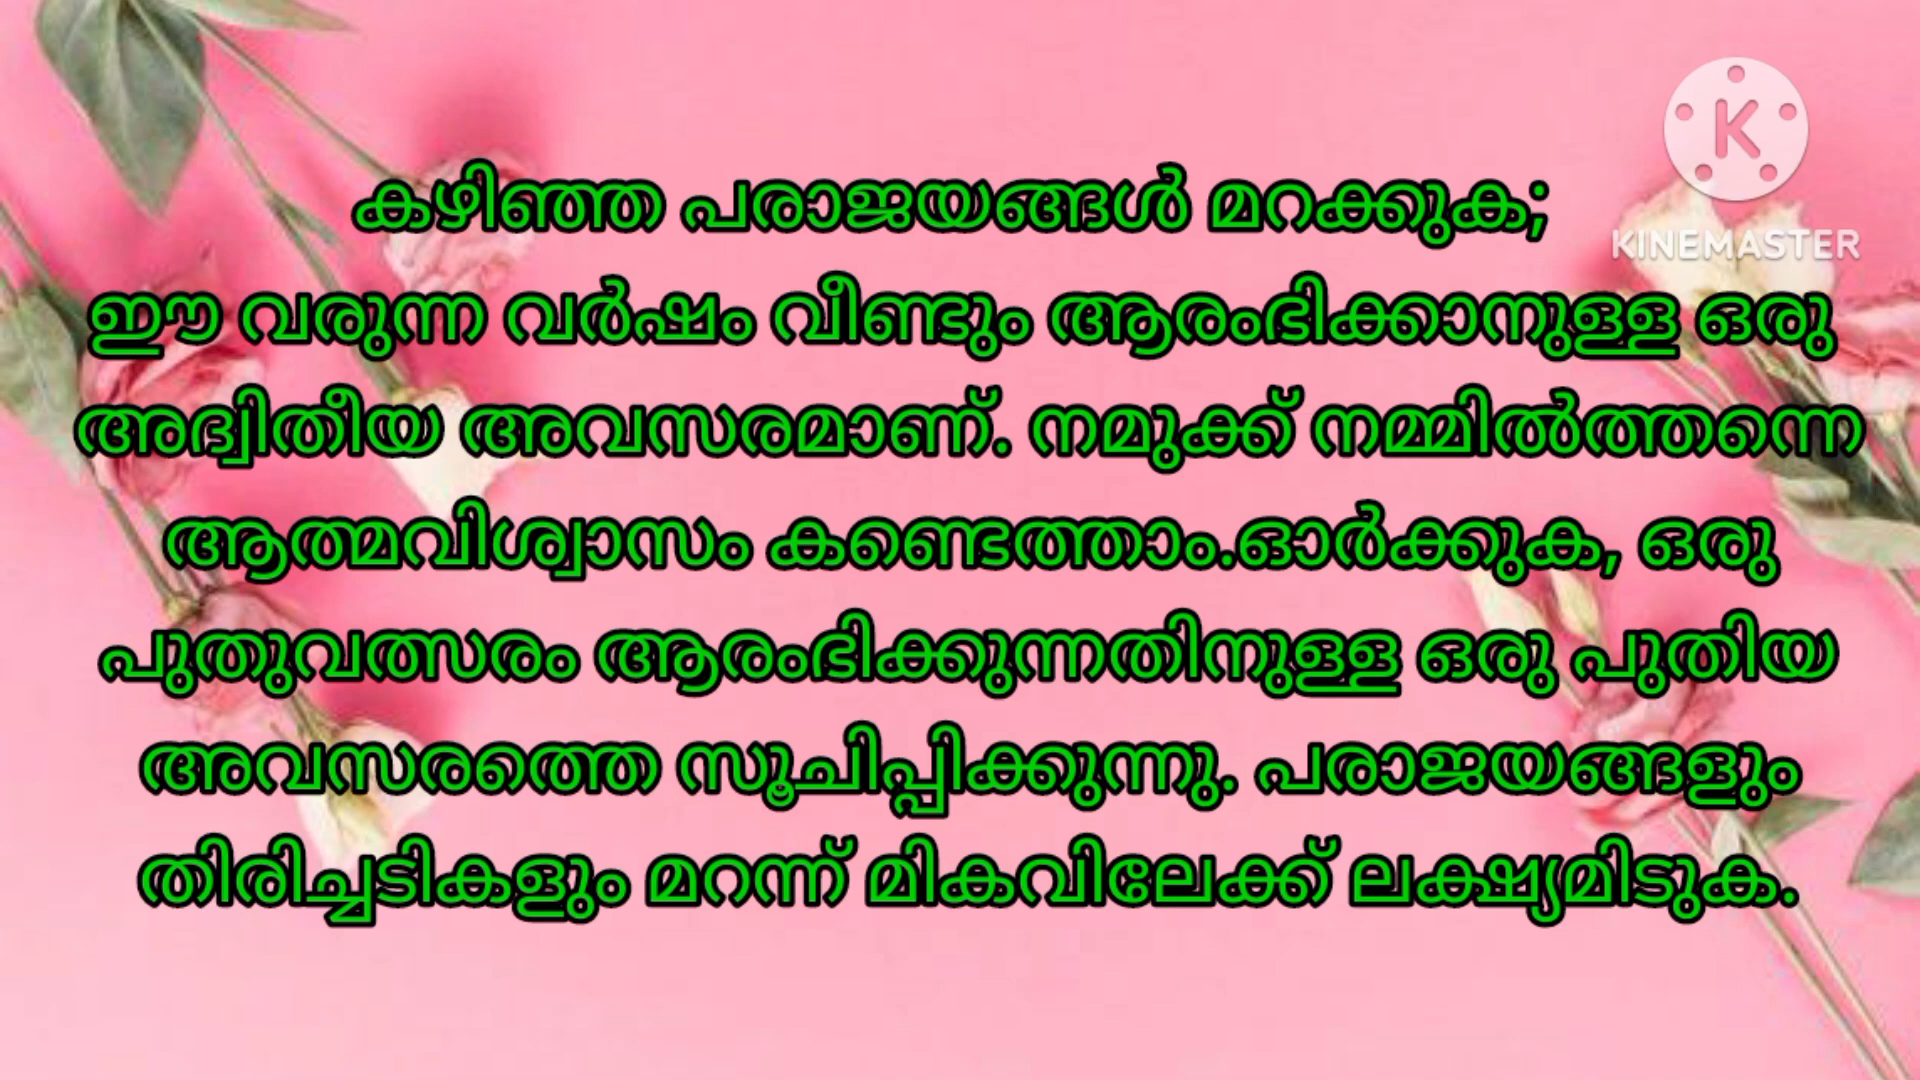 കഴിഞ്ഞ പരാജയങ്ങൾ മറക്കുക;
ഈ വരുന്ന വർഷം വീണ്ടും ആരംഭിക്കാനുള്ള ഒരു
അദ്വിതീയ അവസരമാണ്. നമുക്ക് നമ്മിൽത്തന്നെ
ആത്മവിശ്വാസം കണ്ടെത്താം.ഓർക്കുക, ഒരു
പുതുവത്സരം ആരംഭിക്കുന്നതിനുള്ള ഒരു പുതിയ
അവസരത്തെ സൂചിപ്പിക്കുന്നു. പരാജയങ്ങളും
തിരിച്ചടികളും മറന്ന് മികവിലേക്ക് ലക്ഷ്യമിടുക.
K
KINEMASTER